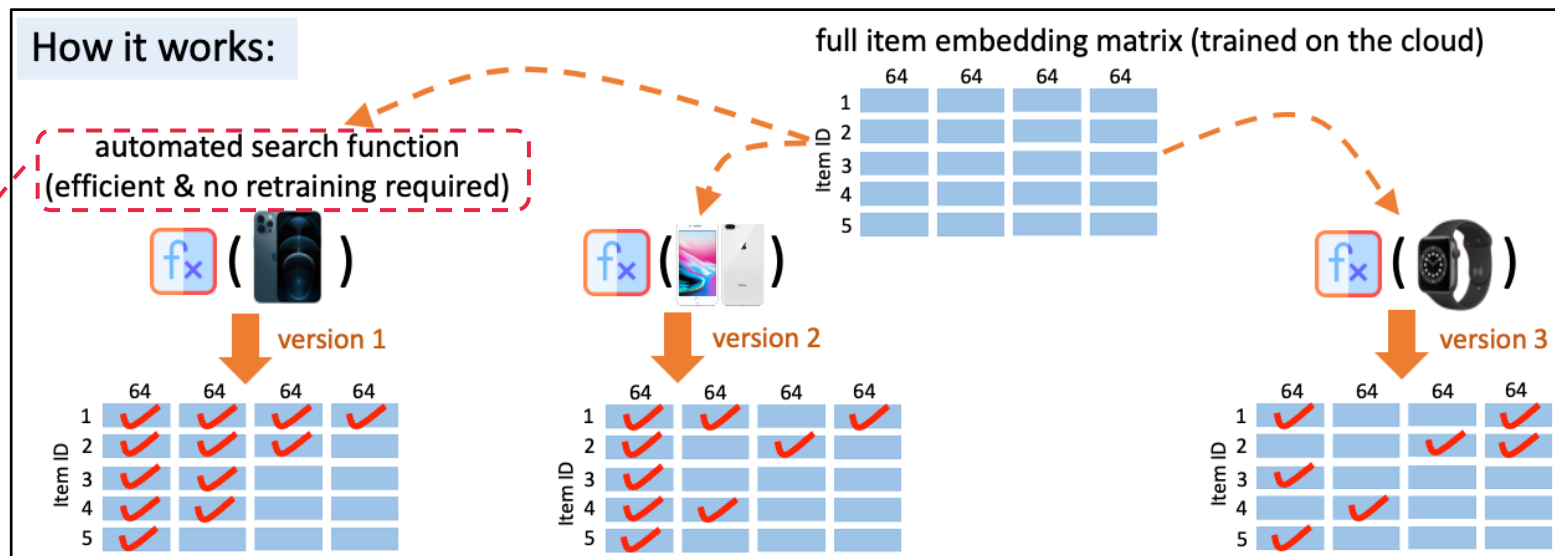 How it works:
full item embedding matrix (trained on the cloud)
64 64 64 64
Item ID
1
2
3
4
5
automated search function
(efficient & no retraining required)
fx ( )
fx ( )
fx ( )
version 1
version 2
version 3
64 64 64 64
Item ID
1
2
3
4
5
64 64 64 64
Item ID
1
2
3
4
5
64 64 64 64
Item ID
1
2
3
4
5